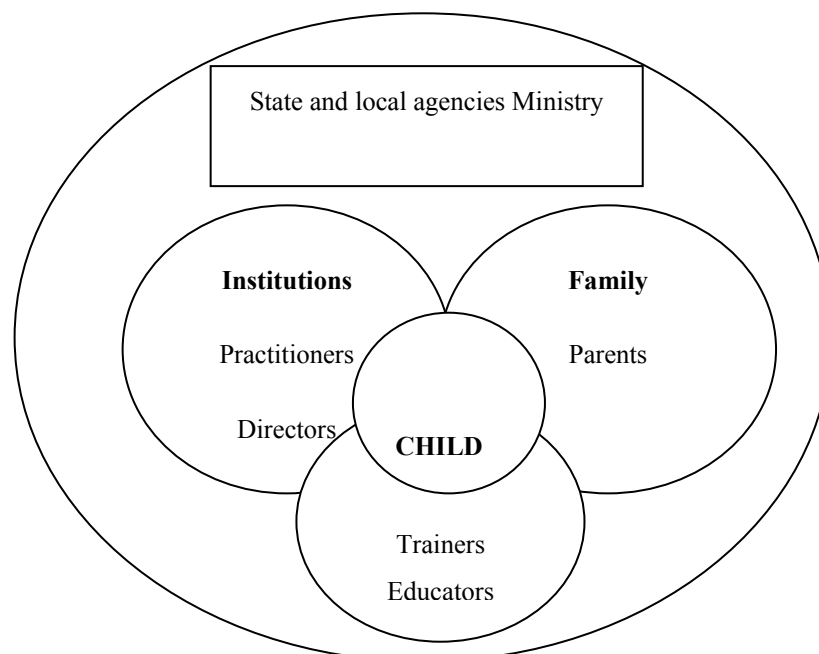 State and local agencies Ministry
Institutions
Family
Practitioners
Parents
Directors
CHILD
Trainers
Educators